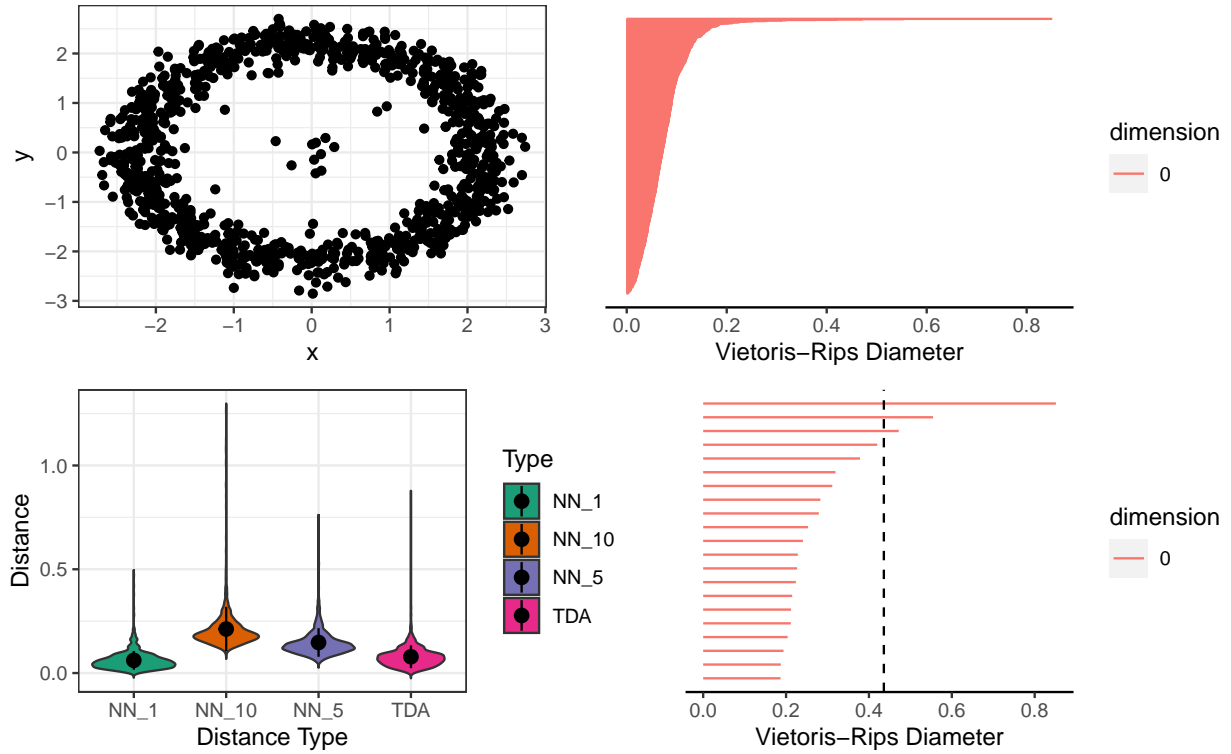 2
1
0
−1
−2
−3
y
−2
−1
0
1
2
3
x
0.0
0.2
0.4
0.6
0.8
Vietoris−Rips Diameter
dimension
0
1.0
0.5
0.0
Distance
NN_1
NN_10
NN_5
TDA
Distance Type
Type
NN_1
NN_10
NN_5
TDA
0.0
0.2
0.4
0.6
0.8
Vietoris−Rips Diameter
dimension
0